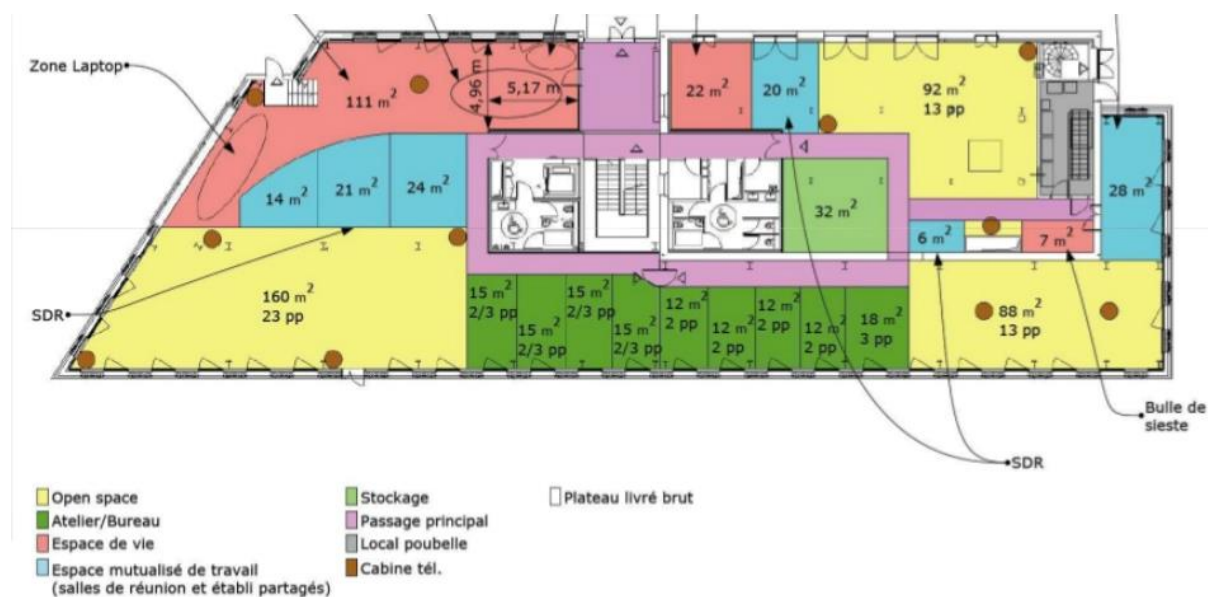 Zone Laptop
111 m²
4,96 m
5,17 m
22 m²
20 m²
92 m²
13 pp
14 m²
21 m²
24 m²
32 m²
28 m²
6 m²
7 m²
SDR
160 m²
23 pp
15 m²
2/3 pp
15 m²
2/3 pp
15 m²
2/3 pp
15 m²
2/3 pp
12 m²
2 pp
12 m²
2 pp
12 m²
2 pp
12 m²
2 pp
18 m²
3 pp
88 m²
13 pp
Bulle de
sieste
SDR
Open space
Atelier/Bureau
Espace de vie
Espace mutualisé de travail
(salles de réunion et établi partagés)
Stockage
Passage principal
Local poubelle
Cabine tél.
Plateau livré brut